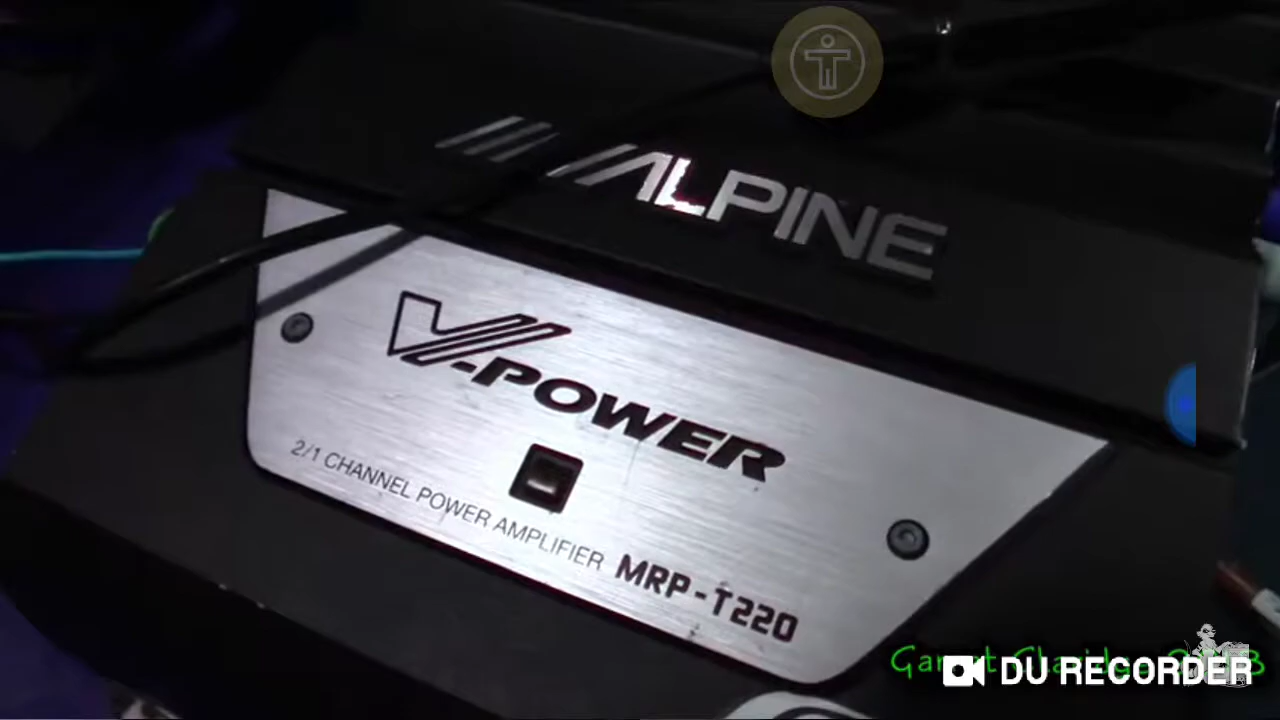 ALPINE
V-POWER
2/1 CHANNEL POWER AMPLIFIER MRP-T220
DU RECORDER